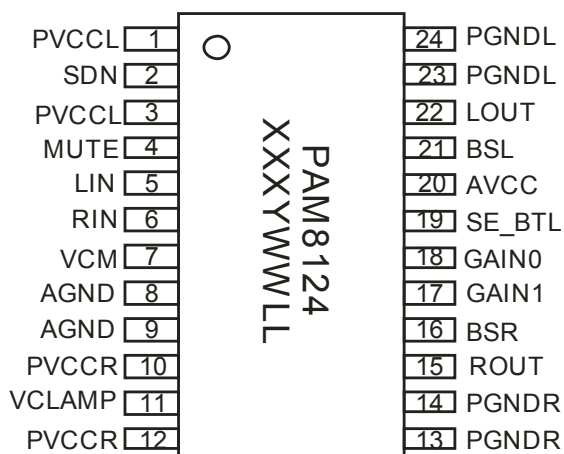 PVCCL 1
SDN 2
PVCCL 3
MUTE 4
LIN 5
RIN 6
VCM 7
AGND 8
AGND 9
PVCCR 10
VCLAMP 11
PVCCR 12
PAM8124
XXXYWWLL
24 PGNDL
23 PGNDL
22 LOUT
21 BSL
20 AVCC
19 SE_BTL
18 GAIN0
17 GAIN1
16 BSR
15 ROUT
14 PGNDR
13 PGNDR